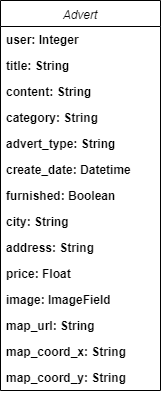 Advert
user: Integer
title: String
content: String
category: String
advert_type: String
create_date: Datetime
furnished: Boolean
city: String
address: String
price: Float
image: ImageField
map_url: String
map_coord_x: String
map_coord_y: String